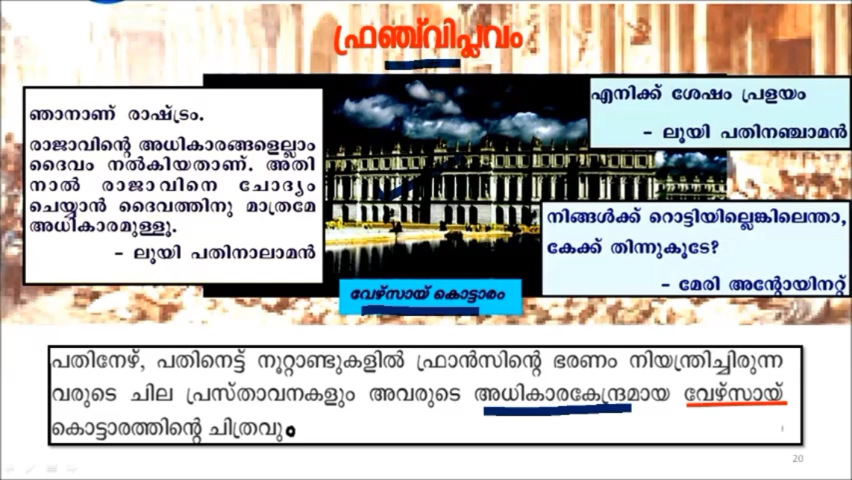 ഫ്രഞ്ച്‌വിപ്ലവം
ഞാനാണ് രാഷ്ട്രം.
രാജാവിന്റെ അധികാരങ്ങളെല്ലാം
ദൈവം നൽകിയതാണ്. അതി
നാൽ രാജാവിനെ ചോദ്യം
ചെയ്യാൻ ദൈവത്തിനു മാത്രമേ
അധികാരമുള്ളൂ.
- ലൂയി പതിനാലാമൻ
എനിക്ക് ശേഷം പ്രളയം
- ലൂയി പതിനഞ്ചാമൻ
നിങ്ങൾക്ക് റൊട്ടിയില്ലെങ്കിലെന്താ,
കേക്ക് തിന്നുകൂടേ?
- മേരി അന്റോയിനറ്റ്
വേഴ്സായ് കൊട്ടാരം
പതിനേഴ്, പതിനെട്ട് നൂറ്റാണ്ടുകളിൽ ഫ്രാൻസിന്റെ ഭരണം നിയന്ത്രിച്ചിരുന്ന
വരുടെ ചില പ്രസ്താവനകളും അവരുടെ അധികാരകേന്ദ്രമായ വേഴ്സായ്
കൊട്ടാരത്തിന്റെ ചിത്രവും
20